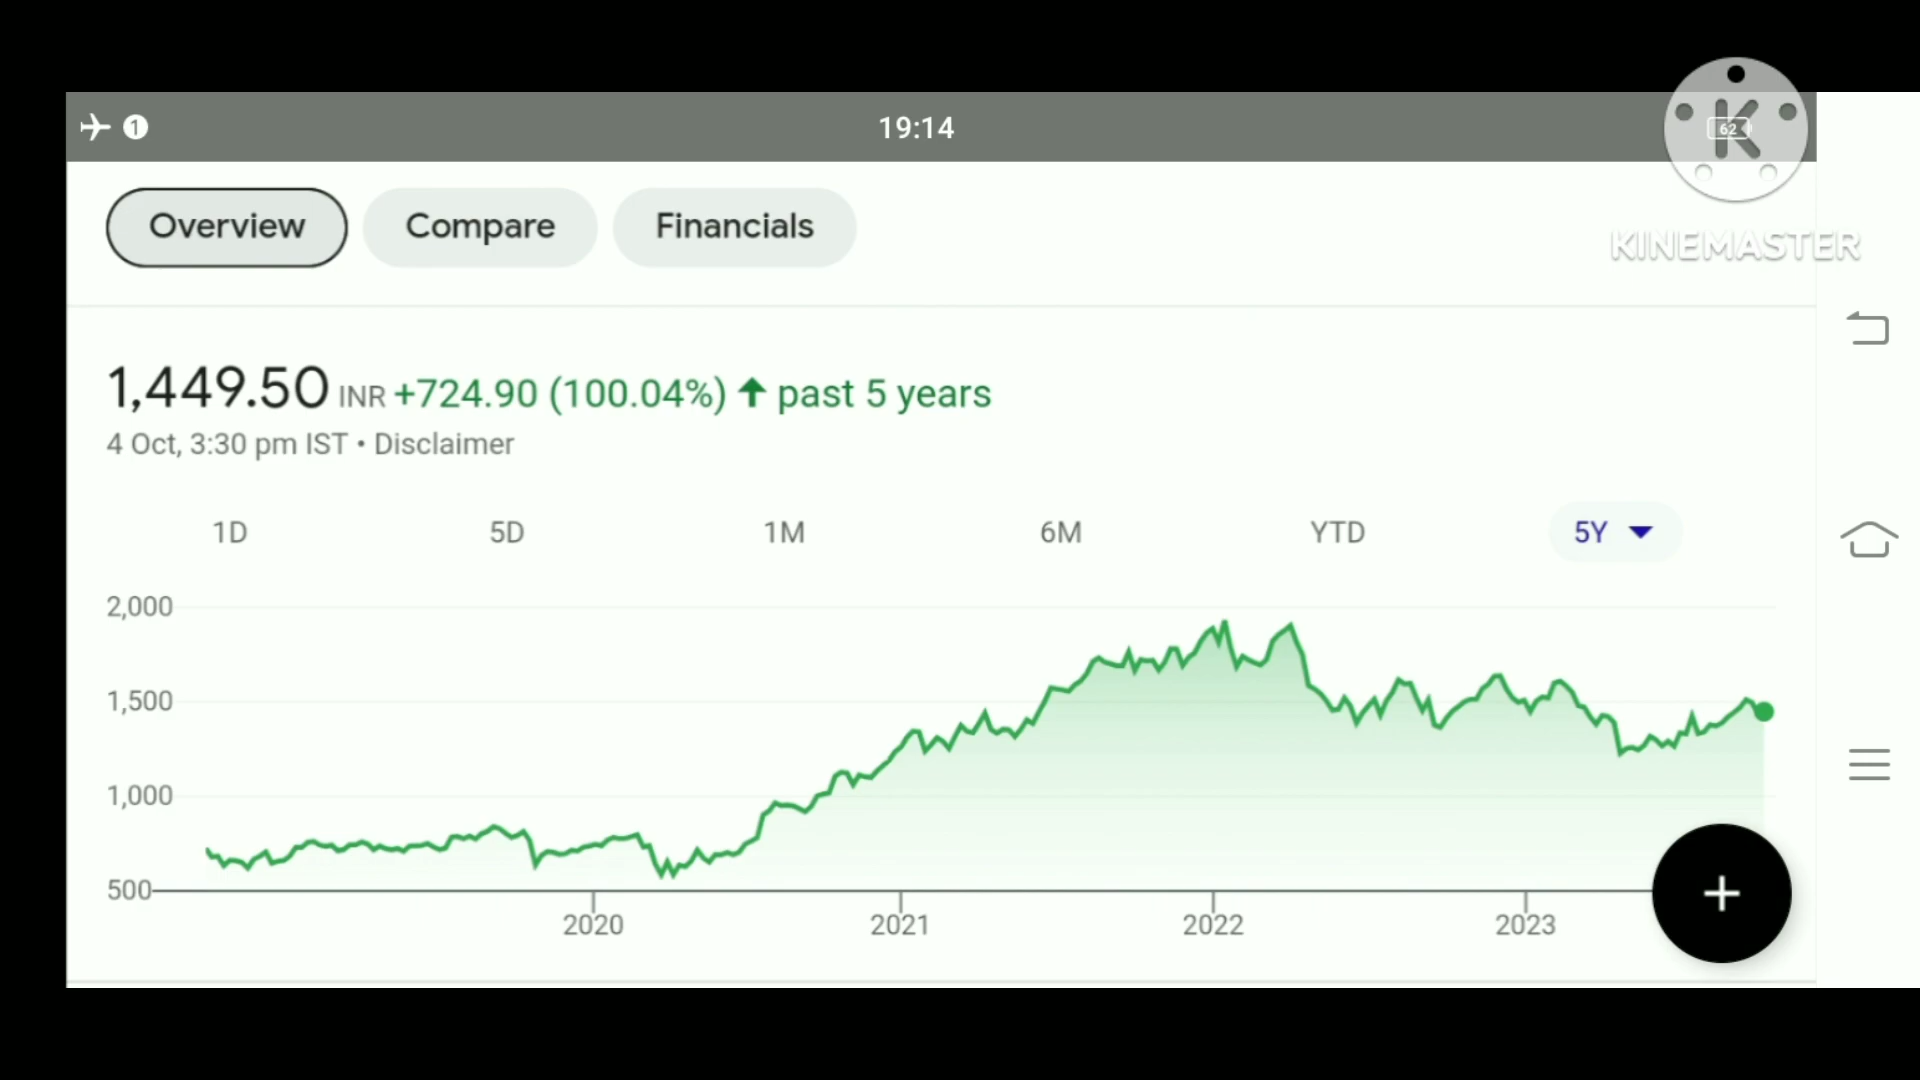 1
19:14
62
K
KINEMASTER
Overview
Compare
Financials
1,449.50 INR +724.90 (100.04%) ↑ past 5 years
4 Oct, 3:30 pm IST • Disclaimer
1D
5D
1M
6M
YTD
5Y
2,000
1,500
1,000
500
2020
2021
2022
2023
+